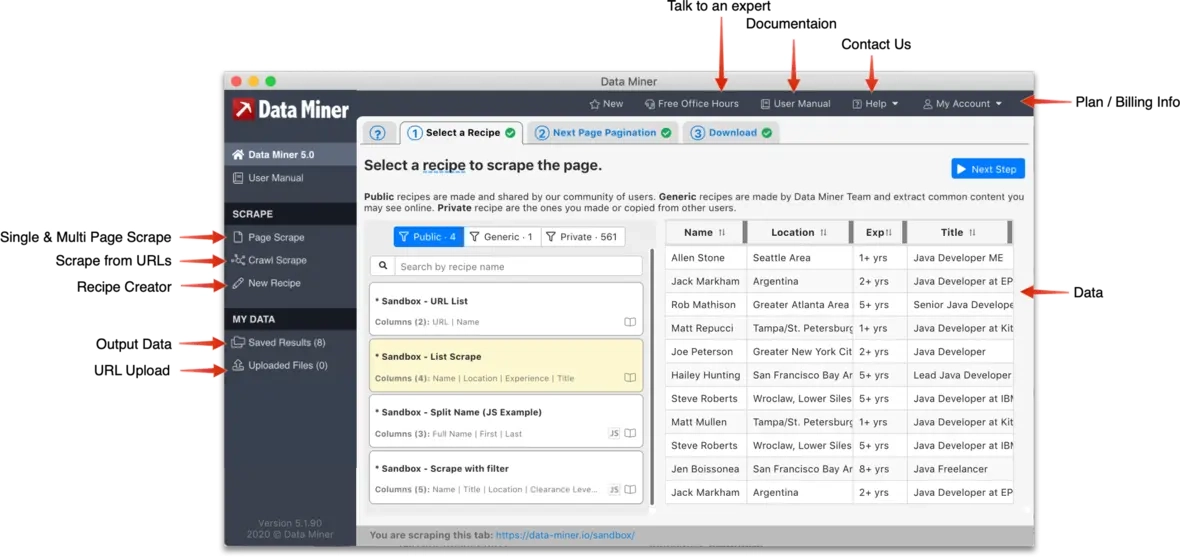 Talk to an expert
Documentaion
Contact Us
Plan / Billing Info
Single & Multi Page Scrape
Scrape from URLs
Recipe Creator
Output Data
URL Upload
Data
Data Miner
Data Miner
New
Free Office Hours
User Manual
Help
My Account
Data Miner 5.0
User Manual
SCRAPE
Page Scrape
Crawl Scrape
New Recipe
MY DATA
Saved Results (8)
Uploaded Files (0)
Version 5.1.90
2020 © Data Miner
?
1 Select a Recipe
2 Next Page Pagination
3 Download
Select a recipe to scrape the page.
Next Step
Public recipes are made and shared by our community of users. Generic recipes are made by Data Miner Team and extract common content you
may see online. Private recipe are the ones you made or copied from other users.
Public · 4
Generic · 1
Private · 561
Search by recipe name
* Sandbox - URL List
Columns (2): URL | Name
* Sandbox - List Scrape
Columns (4): Name | Location | Experience | Title
* Sandbox - Split Name (JS Example)
Columns (3): Full Name | First | Last
JS
* Sandbox - Scrape with filter
Columns (5): Name | Title | Location | Clearance Leve...
JS
Name Location Exp Title
Allen Stone Seattle Area 1+ yrs Java Developer ME
Jack Markham Argentina 2+ yrs Java Developer at EP
Rob Mathison Greater Atlanta Area 5+ yrs Senior Java Develope
Matt Repucci Tampa/St. Petersburg 1+ yrs Java Developer at Kit
Joe Peterson Greater New York Cit 2+ yrs Java Developer
Hailey Hunting San Francisco Bay Ar 5+ yrs Lead Java Developer
Steve Roberts Wroclaw, Lower Siles 5+ yrs Java Developer at IBM
Matt Mullen Tampa/St. Petersburg 1+ yrs Java Developer at Kit
Steve Roberts Wroclaw, Lower Siles 5+ yrs Java Developer at IBM
Jen Boissonea San Francisco Bay Ar 8+ yrs Java Freelancer
Jack Markham Argentina 2+ yrs Java Developer at EP
You are scraping this tab: https://data-miner.io/sandbox/